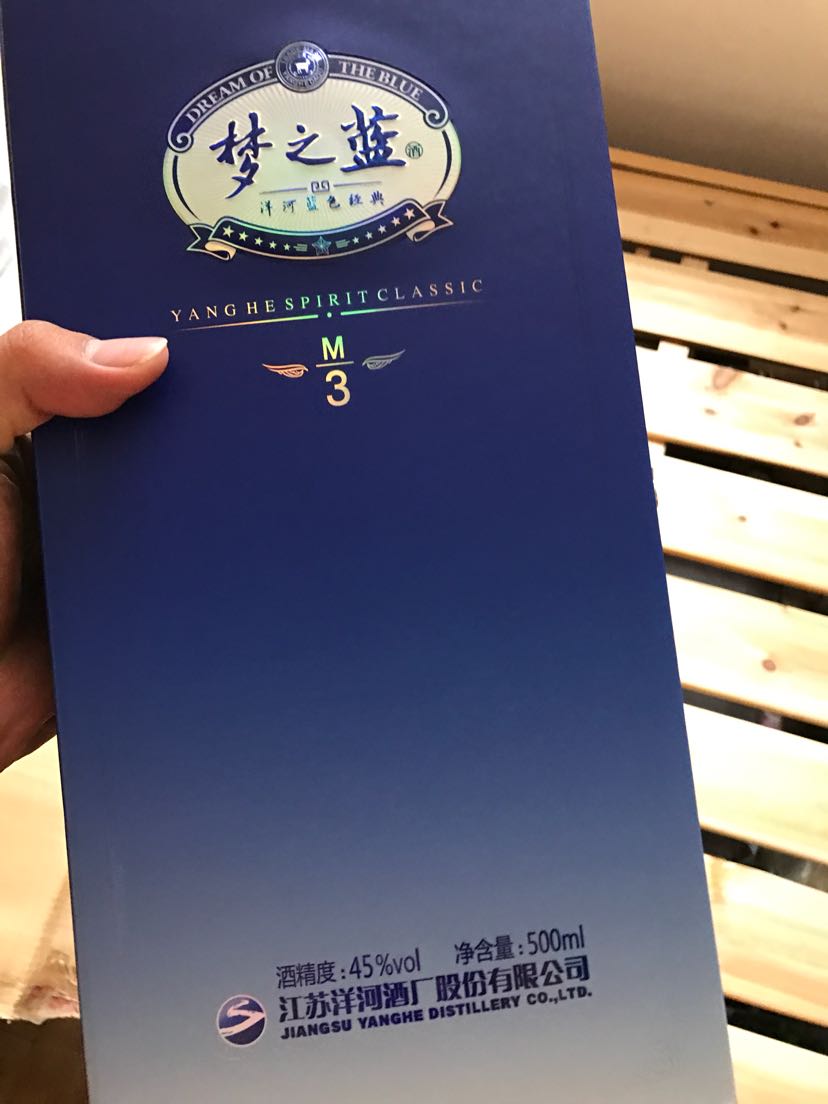 DREAM OF THE BLUE
梦之蓝 酒
洋河蓝色经典
YANGHE SPIRIT CLASSIC
M
3
酒精度:45%vol 净含量:500ml
江苏洋河酒厂股份有限公司
JIANGSU YANGHE DISTILLERY CO.,LTD.